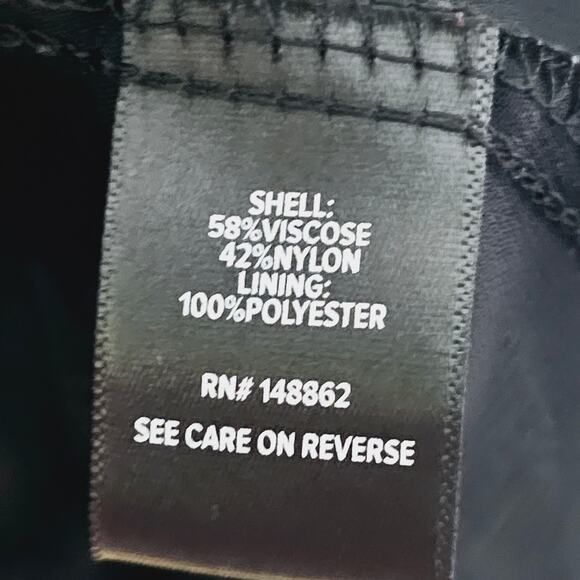 SHELL:
58%VISCOSE
42%NYLON
LINING:
100%POLYESTER
RN# 148862
SEE CARE ON REVERSE